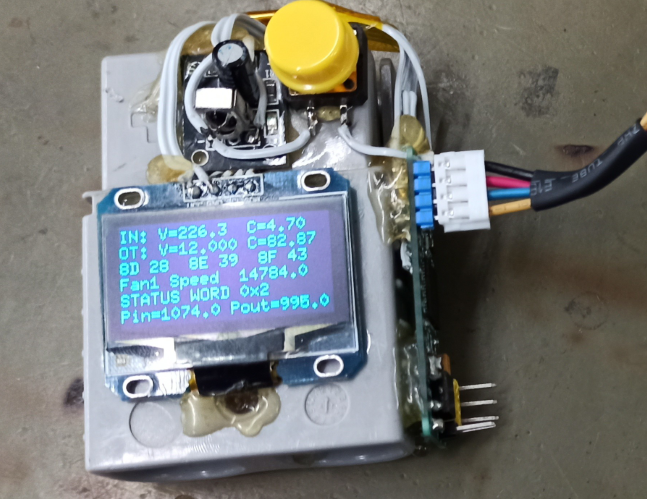 IN: V=226.3 C=4.70
OT: V=12.000 C=82.87
8D 28 8E 39 8F 43
Fan1 Speed 14784.0
STATUS WORD 0x2
Pin=1074.0 Pout=995.0